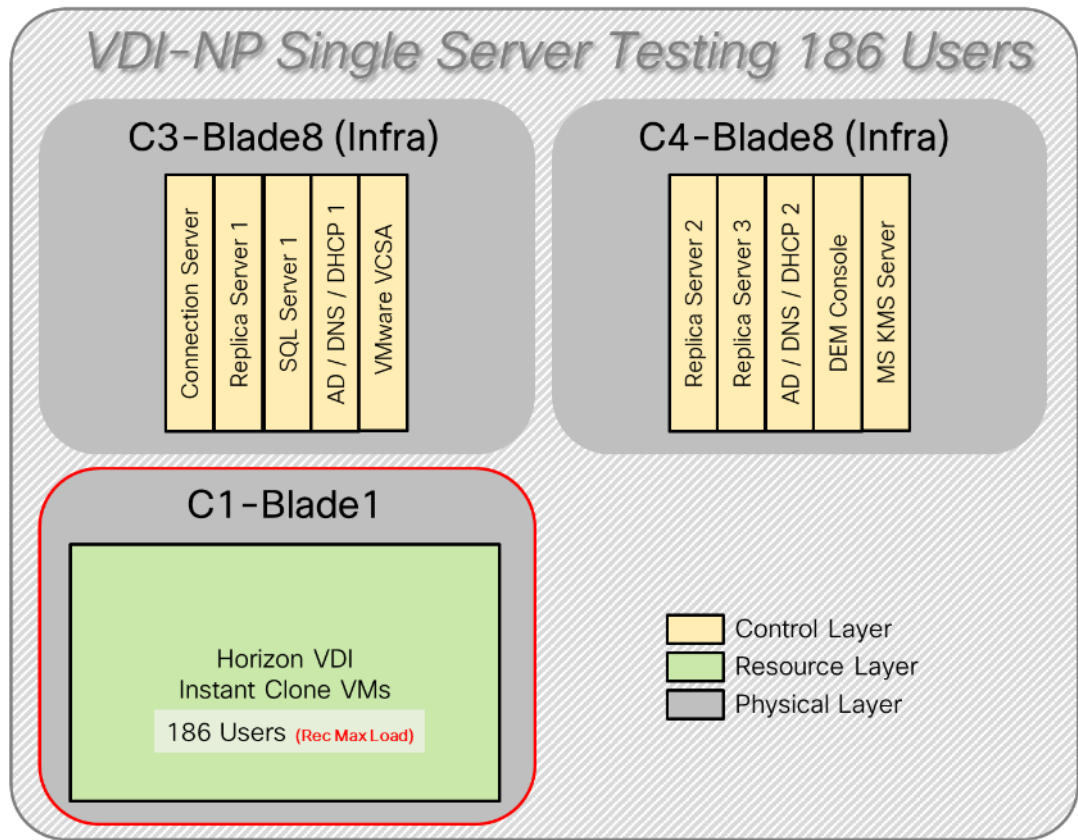 VDI-NP Single Server Testing 186 Users
C3-Blade8 (Infra)
Connection Server
Replica Server 1
SQL Server 1
AD / DNS / DHCP 1
VMware VCSA
C4-Blade8 (Infra)
Replica Server 2
Replica Server 3
AD / DNS / DHCP 2
DEM Console
MS KMS Server
C1-Blade1
Horizon VDI
Instant Clone VMs
186 Users (Rec Max Load)
Control Layer
Resource Layer
Physical Layer